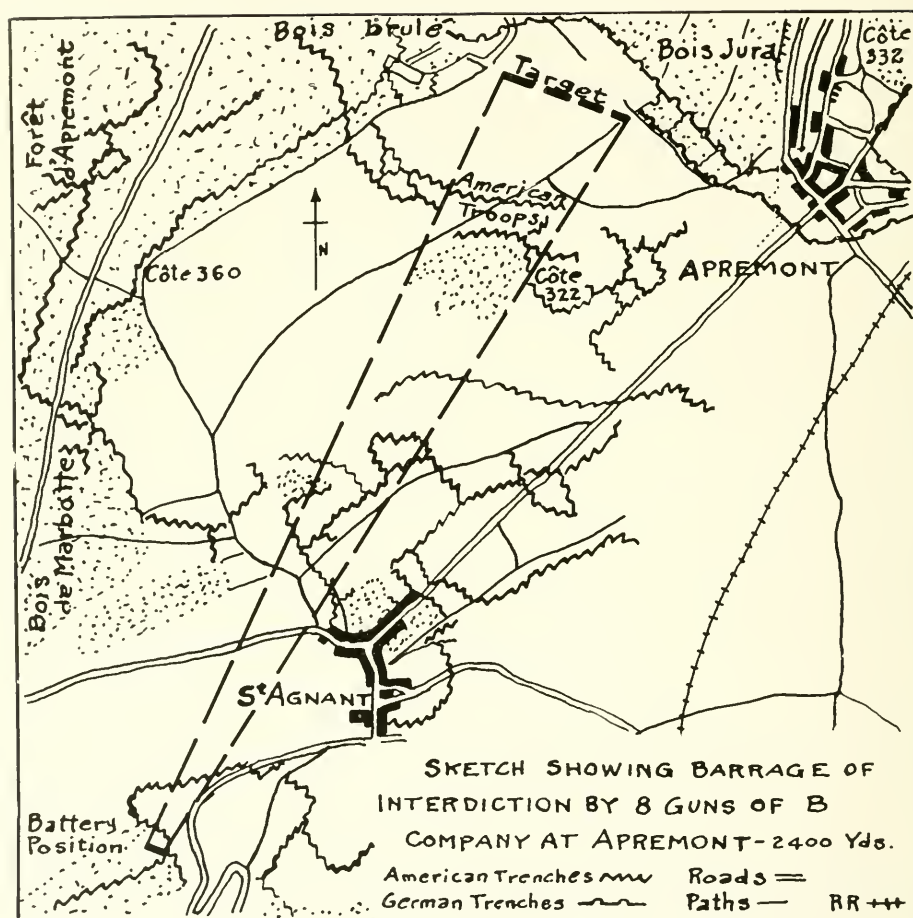 Bois brulé
Target
Bois Jura
Côte
332
Forêt
d'Apremont
American
Troops
N
Côte 360
Côte
322
APREMONT
Bois
de Marbotte
St AGNANT
Battery
Position
SKETCH SHOWING BARRAGE OF
INTERDICTION BY 8 GUNS OF B
COMPANY AT APREMONT-2400 Yds.
American Trenches Roads
German Trenches Paths RR